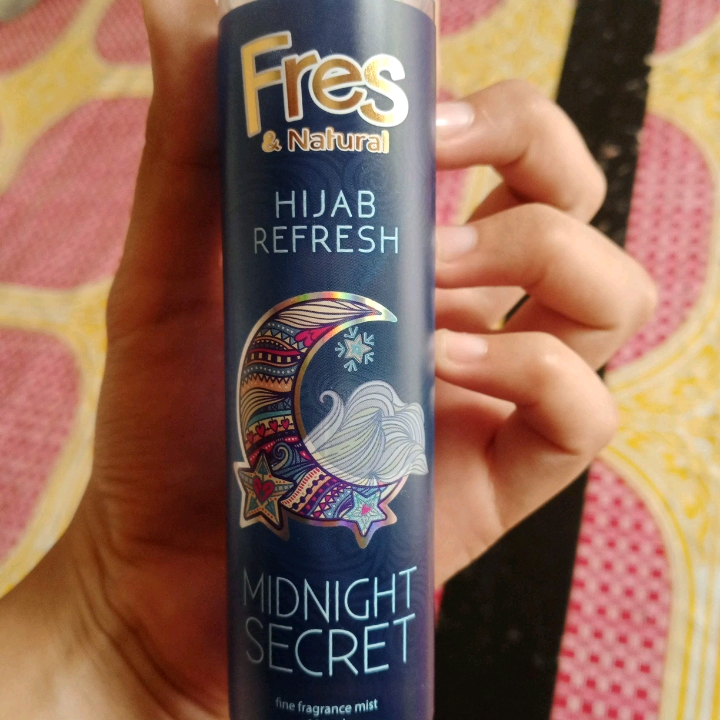 Fres
& Natural
HIJAB
REFRESH
MIDNIGHT
SECRET
fine fragrance mist